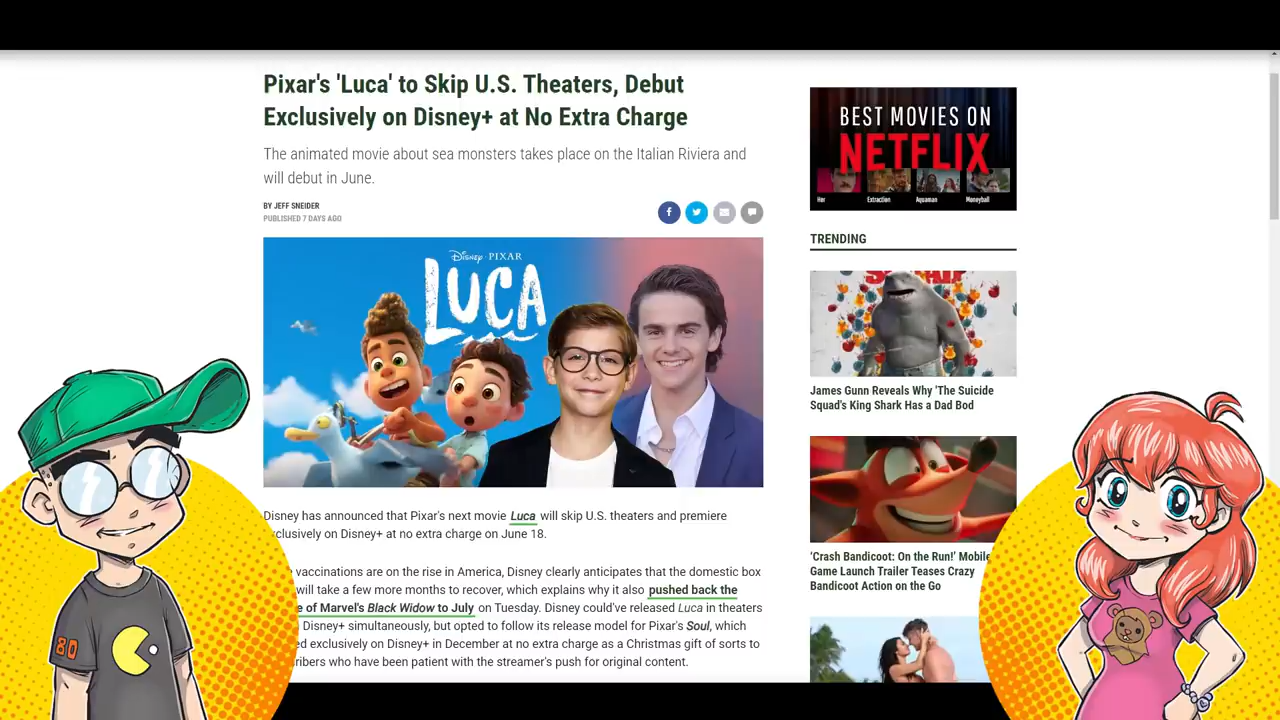 Pixar's 'Luca' to Skip U.S. Theaters, Debut
Exclusively on Disney+ at No Extra Charge
The animated movie about sea monsters takes place on the Italian Riviera and
will debut in June.
BY JEFF SNEIDER
PUBLISHED 7 DAYS AGO
Disney · PIXAR
LUCA
Disney has announced that Pixar's next movie Luca will skip U.S. theaters and premiere
xclusively on Disney+ at no extra charge on June 18.
vaccinations are on the rise in America, Disney clearly anticipates that the domestic box
will take a few more months to recover, which explains why it also pushed back the
e of Marvel's Black Widow to July on Tuesday. Disney could've released Luca in theaters
Disney+ simultaneously, but opted to follow its release model for Pixar's Soul, which
ed exclusively on Disney+ in December at no extra charge as a Christmas gift of sorts to
ribers who have been patient with the streamer's push for original content.
BEST MOVIES ON
NETFLIX
Her Extraction Aquaman Moneyball
TRENDING
James Gunn Reveals Why 'The Suicide
Squad's King Shark Has a Dad Bod
'Crash Bandicoot: On the Run!' Mobile
Game Launch Trailer Teases Crazy
Bandicoot Action on the Go
80